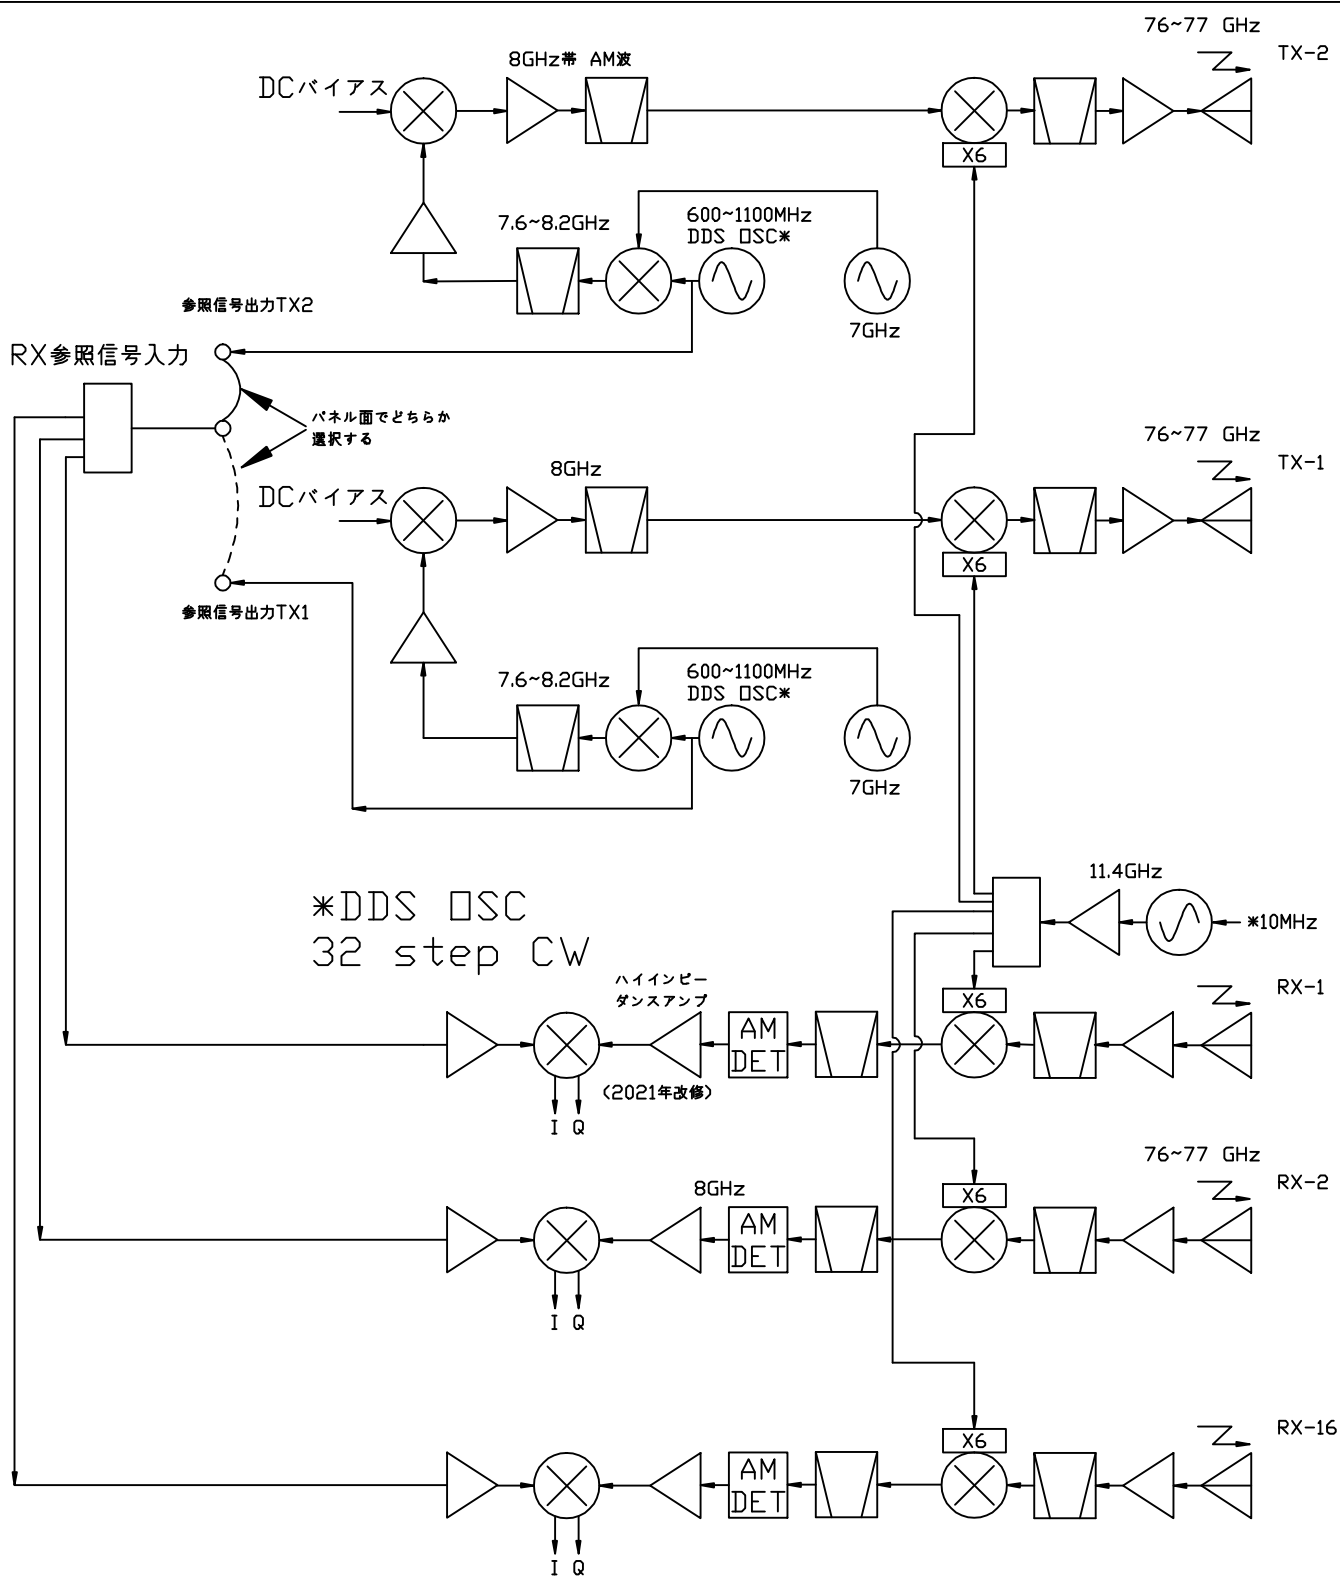 76~77 GHz
TX-2
8GHz帯 AM波
DCバイアス
X6
7.6~8.2GHz
600~1100MHz
DDS OSC*
7GHz
参照信号出力TX2
RX参照信号入力
パネル面でどちらか
選択する
76~77 GHz
TX-1
8GHz
DCバイアス
X6
参照信号出力TX1
7.6~8.2GHz
600~1100MHz
DDS OSC*
7GHz
11.4GHz
*10MHz
*DDS OSC
32 step CW
ハイインピー
ダンスアンプ
X6
RX-1
AM
DET
(2021年改修)
I Q
76~77 GHz
RX-2
8GHz
X6
AM
DET
I Q
RX-16
X6
AM
DET
I Q